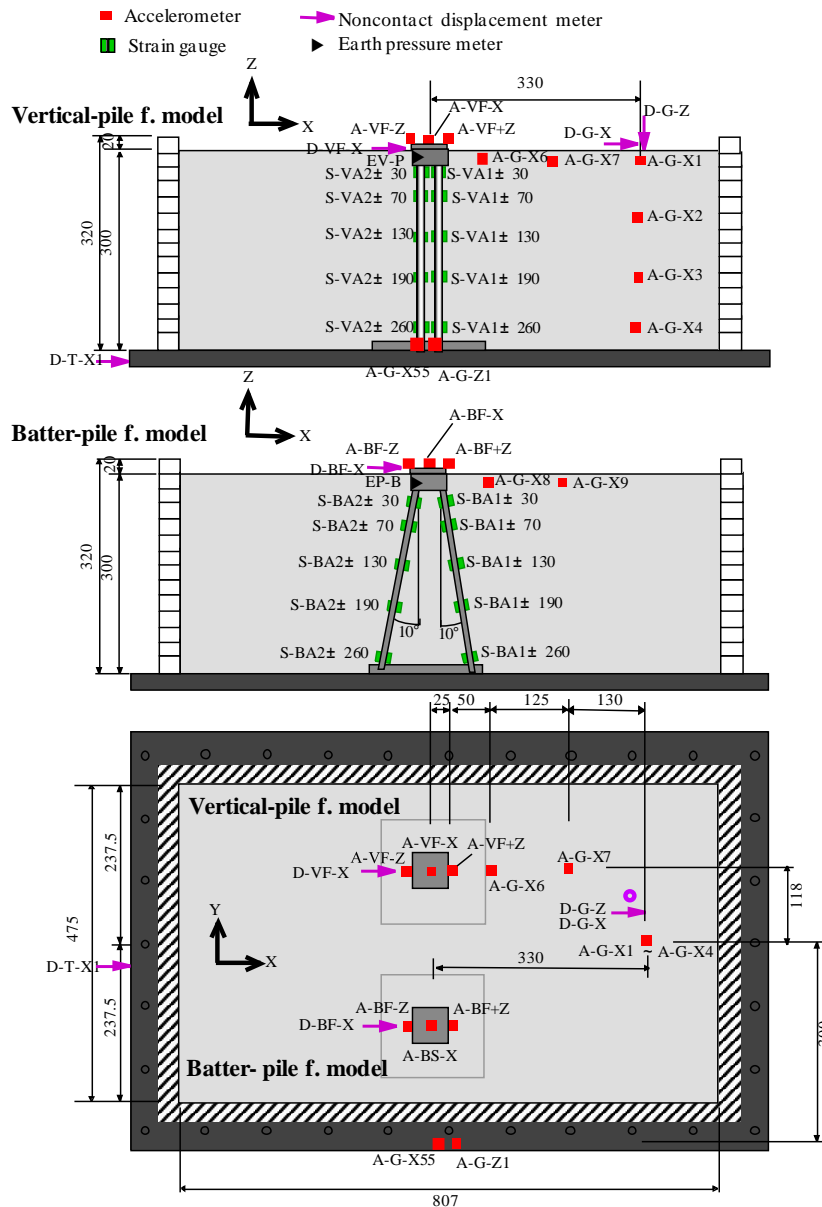 Accelerometer
Noncontact displacement meter
Strain gauge
Earth pressure meter
Z
X
330
Vertical-pile f. model
A-VF-X
A-VF-Z
A-VF+Z
D-G-Z
D-G-X
D-VF-X
EV-P
A-G-X6
A-G-X7
A-G-X1
20
320
300
S-VA2± 30
S-VA1± 30
S-VA2± 70
S-VA1± 70
A-G-X2
S-VA2± 130
S-VA1± 130
S-VA2± 190
S-VA1± 190
A-G-X3
S-VA2± 260
S-VA1± 260
A-G-X4
D-T-X1
A-G-X55
A-G-Z1
Z
X
Batter-pile f. model
A-BF-X
A-BF-Z
A-BF+Z
D-BF-X
EP-B
A-G-X8
A-G-X9
20
320
300
S-BA2± 30
S-BA1± 30
S-BA2± 70
S-BA1± 70
S-BA2± 130
S-BA1± 130
S-BA2± 190
S-BA1± 190
10°
10°
S-BA2± 260
S-BA1± 260
25
50
125
130
Vertical-pile f. model
A-VF-X
A-VF-Z
A-VF+Z
D-VF-X
A-G-X6
A-G-X7
237.5
475
237.5
118
D-G-Z
D-G-X
Y
X
A-G-X1 ~ A-G-X4
D-T-X1
330
A-BF-Z
A-BF+Z
D-BF-X
A-BS-X
Batter- pile f. model
A-G-X55
A-G-Z1
807